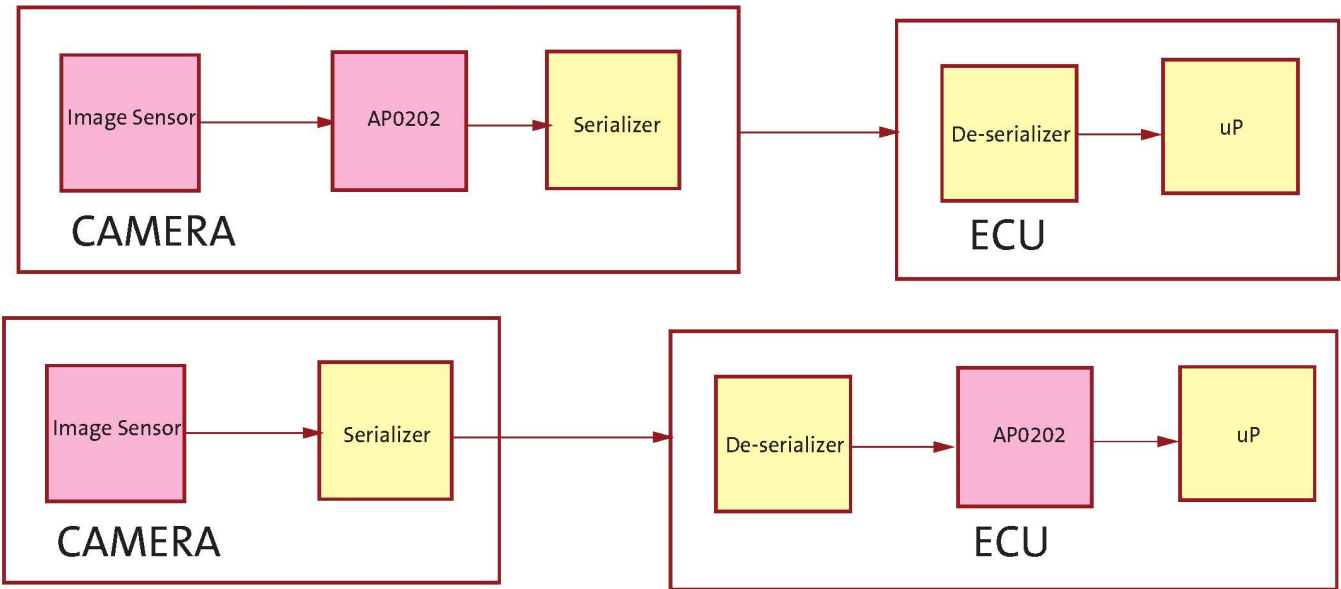 Image Sensor
AP0202
Serializer
CAMERA
De-serializer
uP
ECU
Image Sensor
Serializer
CAMERA
De-serializer
AP0202
uP
ECU